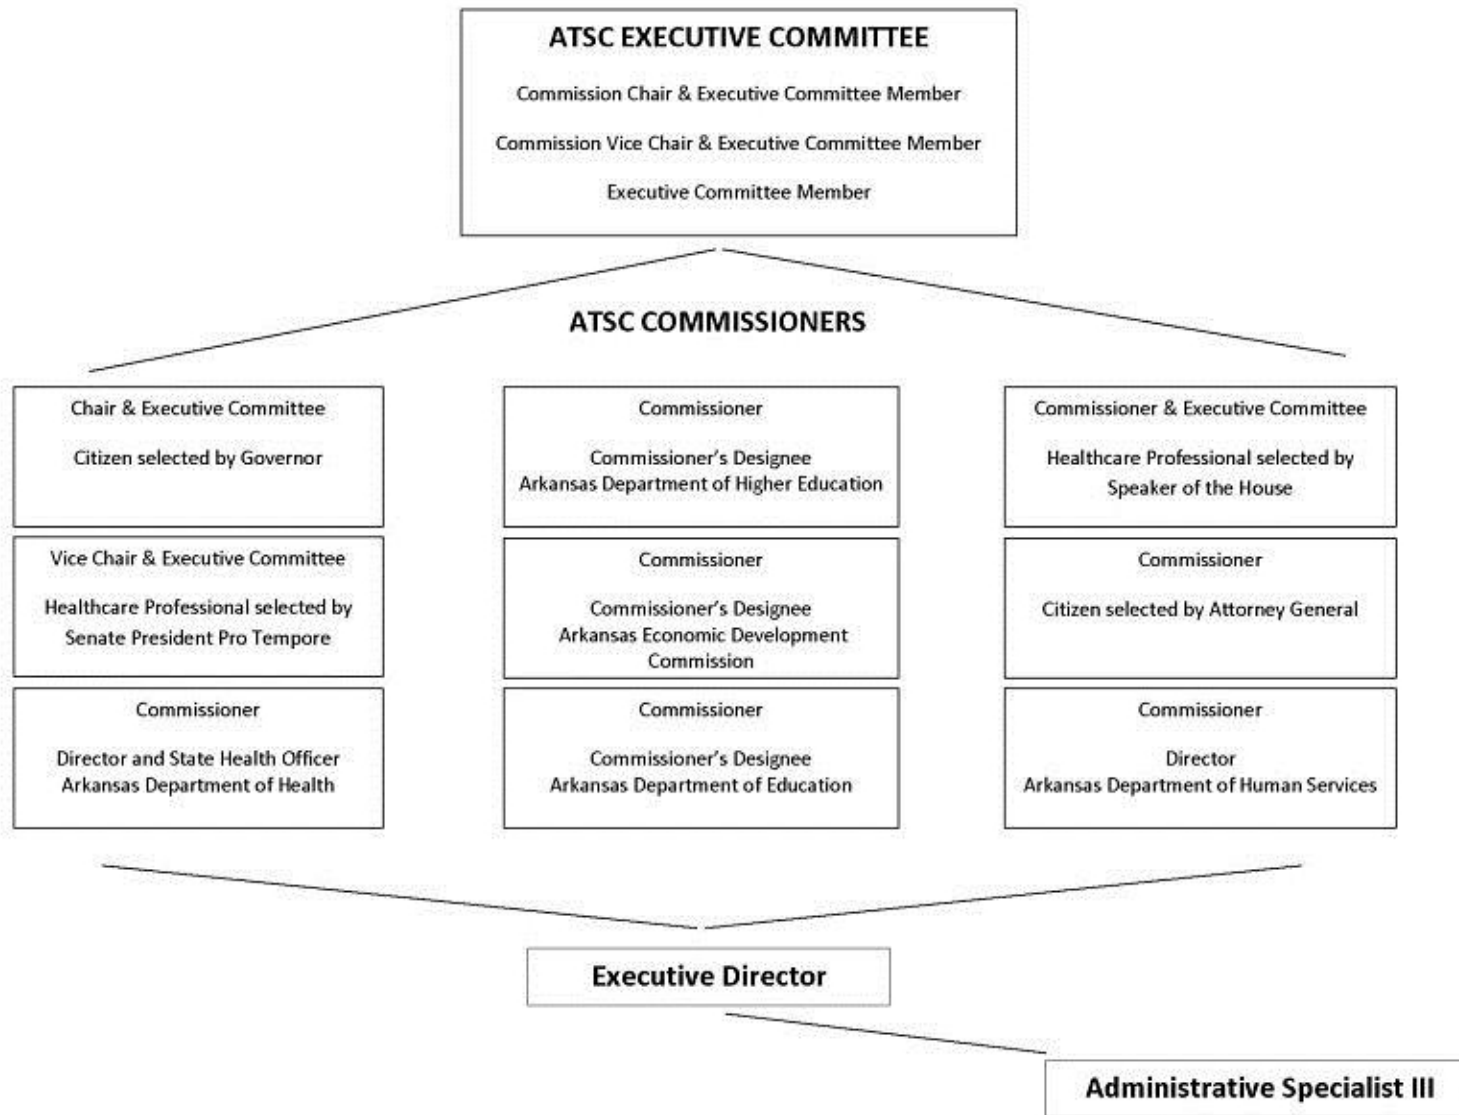 ATSC EXECUTIVE COMMITTEE
Commission Chair & Executive Committee Member
Commission Vice Chair & Executive Committee Member
Executive Committee Member
ATSC COMMISSIONERS
Chair & Executive Committee
Citizen selected by Governor
Commissioner
Commissioner’s Designee
Arkansas Department of Higher Education
Commissioner & Executive Committee
Healthcare Professional selected by
Speaker of the House
Vice Chair & Executive Committee
Healthcare Professional selected by
Senate President Pro Tempore
Commissioner
Commissioner’s Designee
Arkansas Economic Development
Commission
Commissioner
Citizen selected by Attorney General
Commissioner
Director and State Health Officer
Arkansas Department of Health
Commissioner
Commissioner’s Designee
Arkansas Department of Education
Commissioner
Director
Arkansas Department of Human Services
Executive Director
Administrative Specialist III